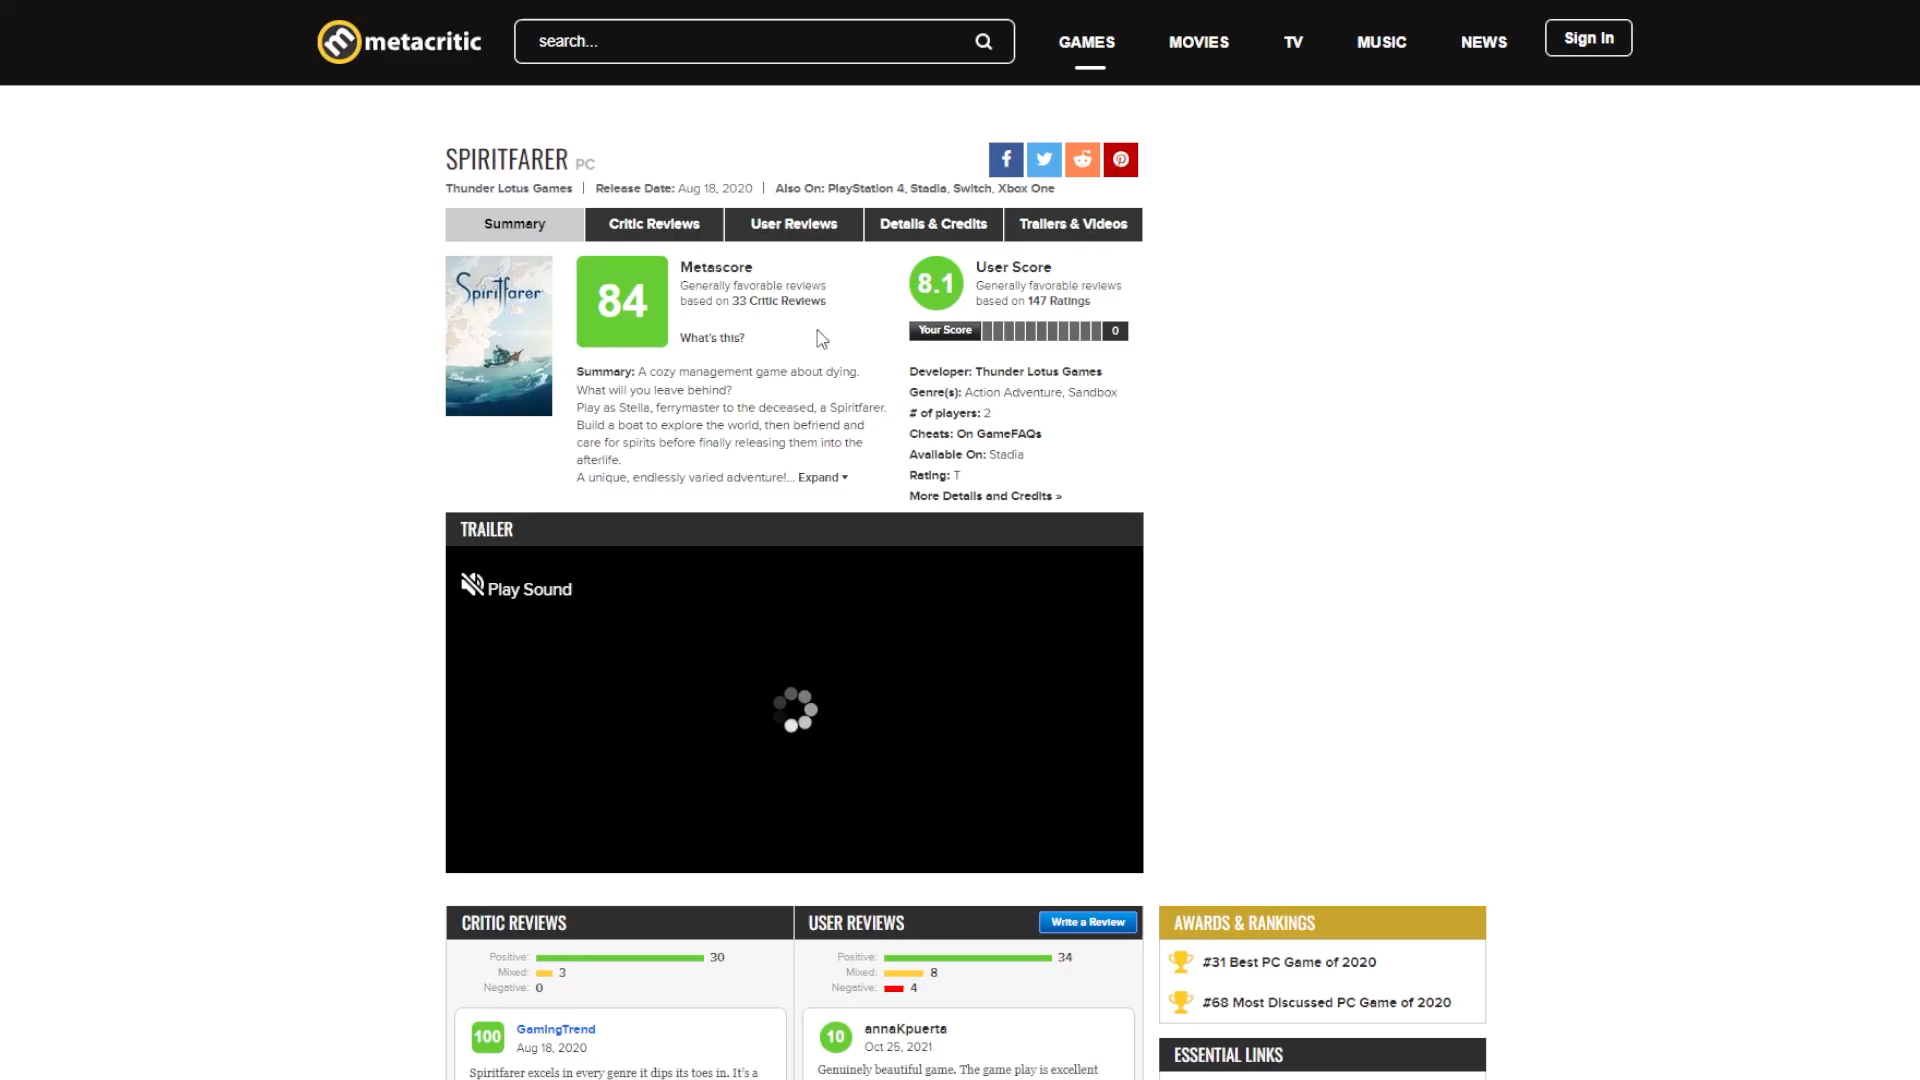 metacritic
search...
GAMES
MOVIES
TV
MUSIC
NEWS
Sign In
SPIRITFARER PC
Thunder Lotus Games | Release Date: Aug 18, 2020 | Also On: PlayStation 4, Stadia, Switch, Xbox One
Summary
Critic Reviews
User Reviews
Details & Credits
Trailers & Videos
Spiritfarer
84
Metascore
Generally favorable reviews
based on 33 Critic Reviews
What's this?
Summary: A cozy management game about dying.
What will you leave behind?
Play as Stella, ferrymaster to the deceased, a Spiritfarer.
Build a boat to explore the world, then befriend and
care for spirits before finally releasing them into the
afterlife.
A unique, endlessly varied adventure!... Expand
8.1
User Score
Generally favorable reviews
based on 147 Ratings
Your Score
0
Developer: Thunder Lotus Games
Genre(s): Action Adventure, Sandbox
# of players: 2
Cheats: On GameFAQs
Available On: Stadia
Rating: T
More Details and Credits »
TRAILER
Play Sound
CRITIC REVIEWS
Positive: 30
Mixed: 3
Negative: 0
100
GamingTrend
Aug 18, 2020
Spiritfarer excels in every genre it dips its toes in. It's a
USER REVIEWS
Write a Review
Positive: 34
Mixed: 8
Negative: 4
10
annaKpuerta
Oct 25, 2021
Genuinely beautiful game. The game play is excellent
AWARDS & RANKINGS
#31 Best PC Game of 2020
#68 Most Discussed PC Game of 2020
ESSENTIAL LINKS